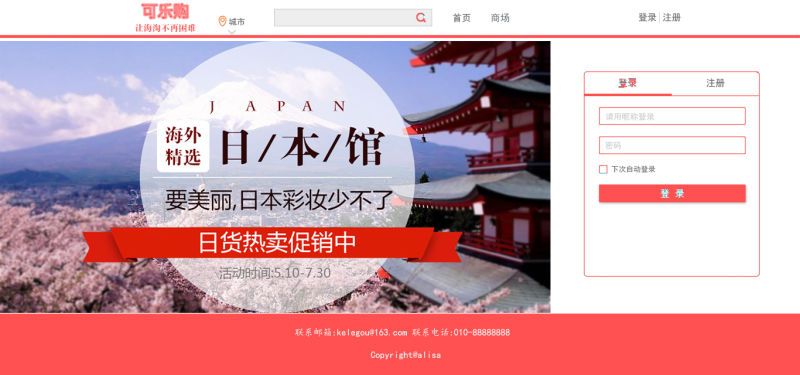 可乐购
让海淘不再困难
城市
首页 商场
登录 | 注册
JAPAN
海外
精选
日/本/馆
要美丽,日本彩妆少不了
日货热卖促销中
活动时间:5.10-7.30
登录 注册
请用昵称登录
密码
下次自动登录
登 录
联系邮箱:kelegou@163.com 联系电话:010-88888888
Copyright@alisa